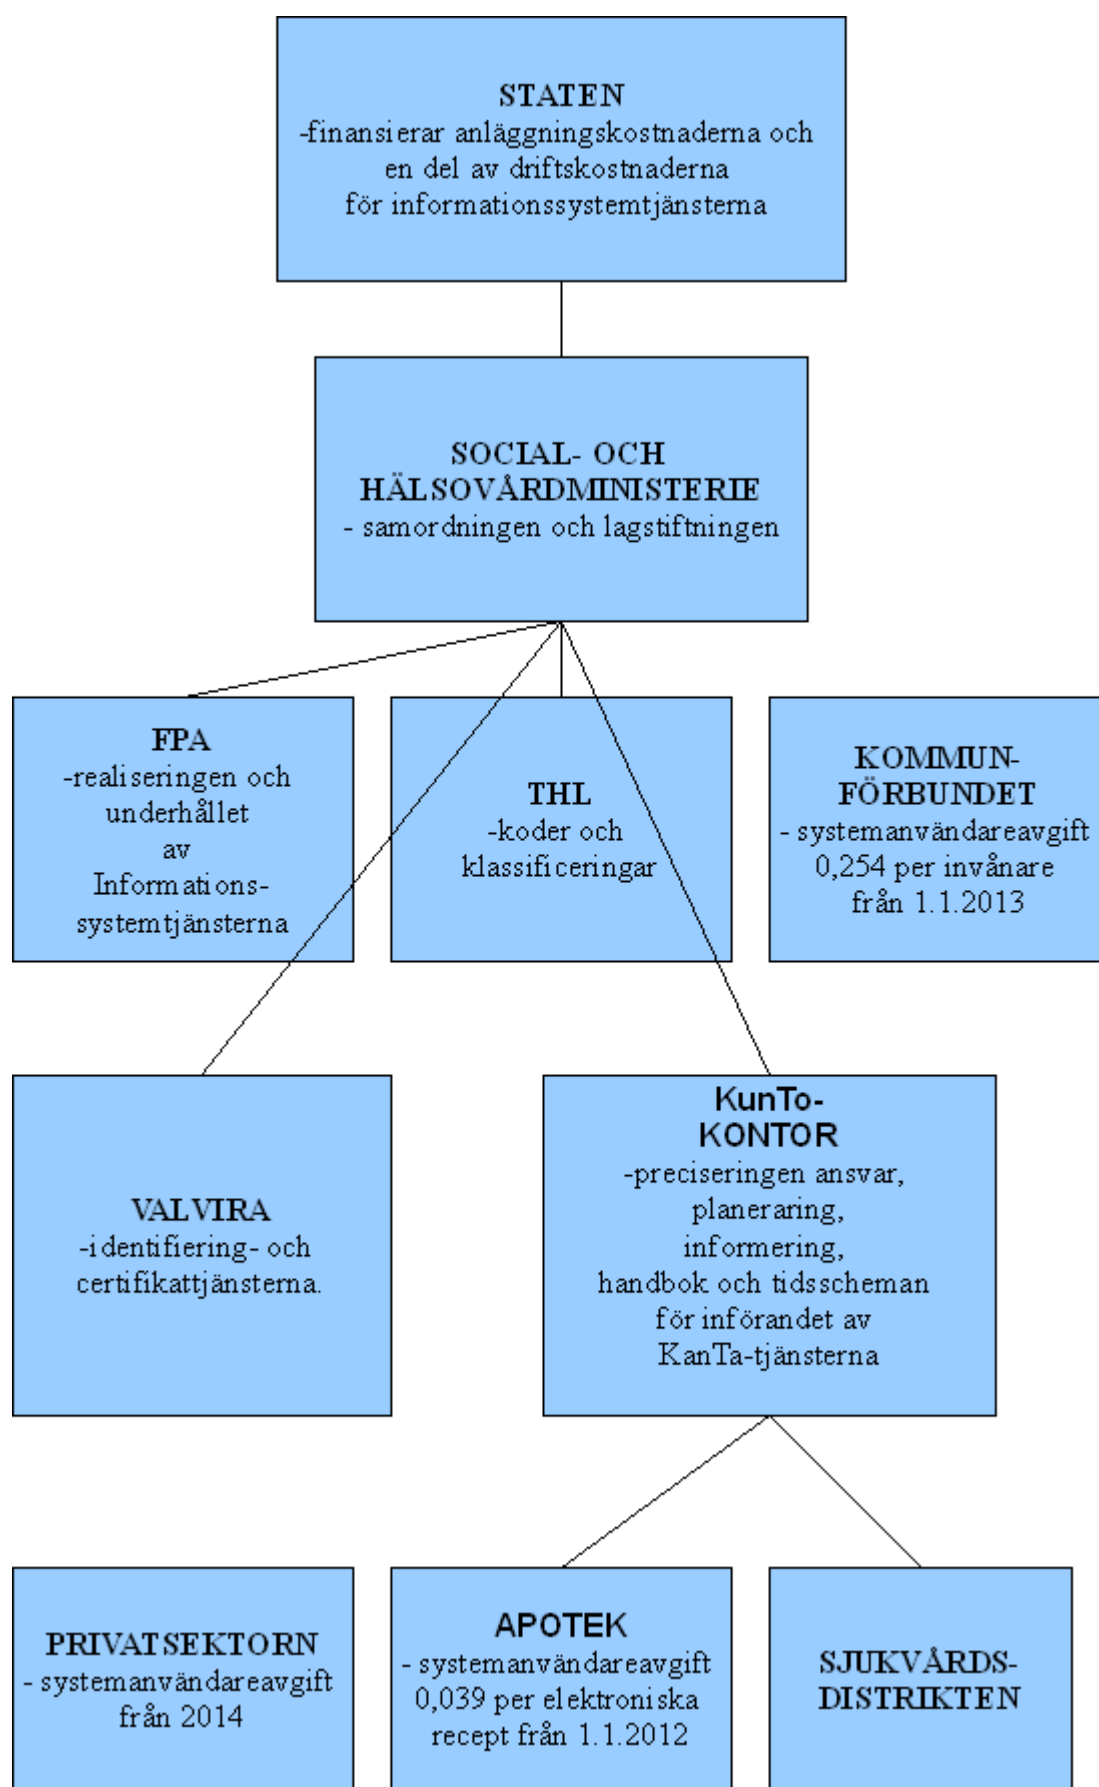 STATEN
-finansierar anläggningskostnaderna och
en del av driftskostnaderna
för informationssystemtjänsterna
SOCIAL- OCH
HÄLSOVÅRDMINISTERIE
- samordningen och lagstiftningen
FPA
-realiseringen och
underhållet
av
Informations-
systemtjänsterna
THL
-koder och
klassificeringar
KOMMUN-
FÖRBUNDET
- systemanvändareavgift
0,254 per invånare
från 1.1.2013
VALVIRA
-identifiering- och
certifikattjänsterna.
KunTo-
KONTOR
-preciseringen ansvar,
planeraring,
informering,
handbok och tidsscheman
för införandet av
KanTa-tjänsterna
PRIVATSEKTORN
- systemanvändareavgift
från 2014
APOTEK
- systemanvändareavgift
0,039 per elektroniska
recept från 1.1.2012
SJUKVÅRDS-
DISTRIKTEN